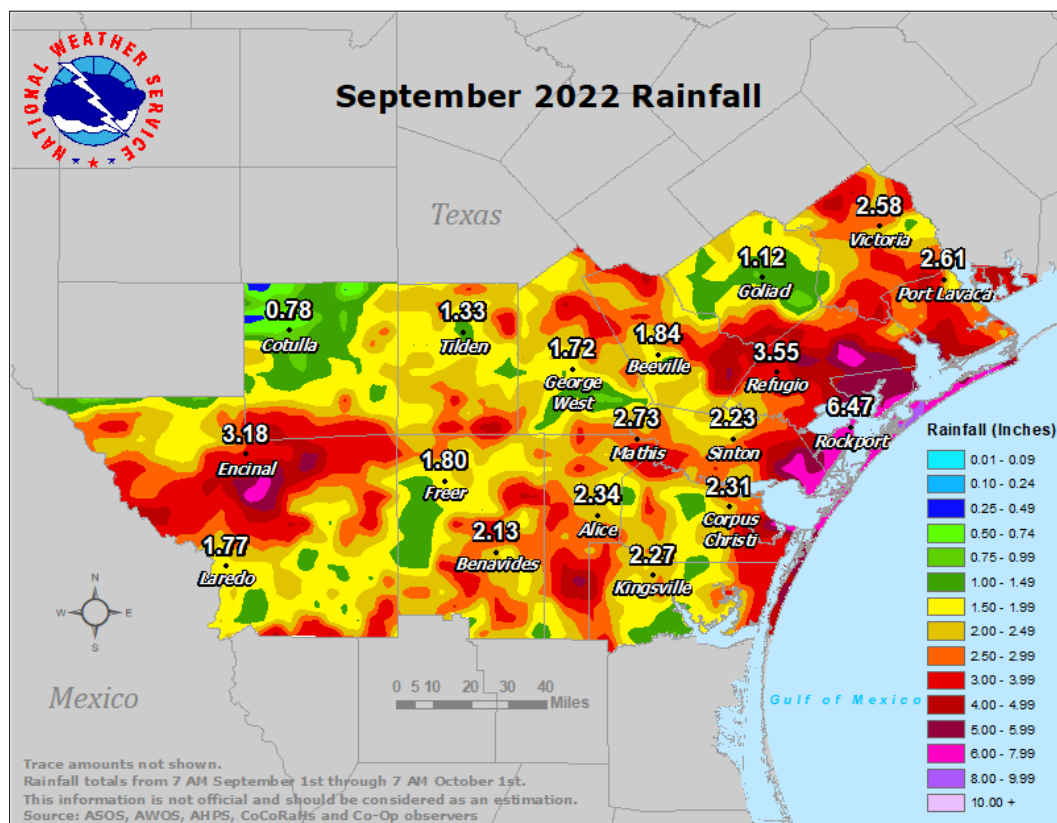 NATIONAL WEATHER SERVICE
September 2022 Rainfall
Texas
2.58
Victoria
1.12
Goliad
2.61
Port Lavaca
0.78
Cotulla
1.33
Tilden
1.72
George
West
1.84
Beeville
3.55
Refugio
6.47
Rockport
3.18
Encinal
2.73
Mathis
2.23
Sinton
1.80
Freer
2.34
Alice
2.31
Corpus
Christi
2.13
Benavides
1.77
Laredo
2.27
Kingsville
N
W E
S
Mexico
0 5 10 20 30 40
Miles
Gulf of Mexico
Rainfall (Inches)
0.01 - 0.09
0.10 - 0.24
0.25 - 0.49
0.50 - 0.74
0.75 - 0.99
1.00 - 1.49
1.50 - 1.99
2.00 - 2.49
2.50 - 2.99
3.00 - 3.99
4.00 - 4.99
5.00 - 5.99
6.00 - 7.99
8.00 - 9.99
10.00 +
Trace amounts not shown.
Rainfall totals from 7 AM September 1st through 7 AM October 1st.
This information is not official and should be considered as an estimation.
Source: ASOS, AWOS, AHPS, CoCoRaHs and Co-Op observers